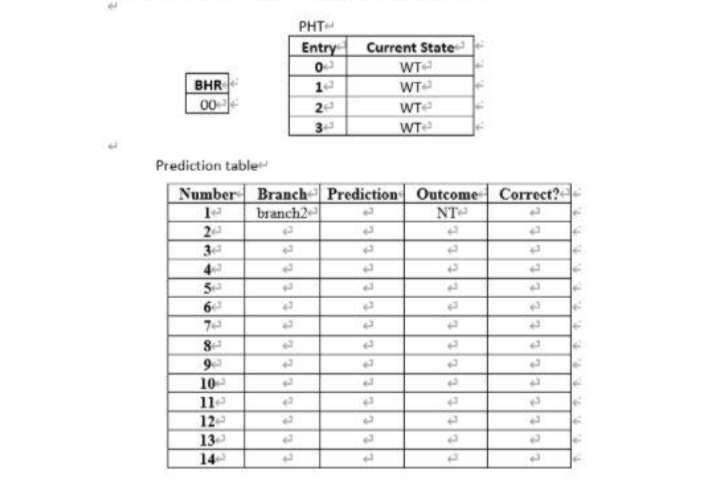 PHT
Entry Current State
0 WT
BHR 1 WT
00 2 WT
3 WT
Prediction table
Number Branch Prediction Outcome Correct?
1 branch2 NT
2
3
4
5
6
7
8
9
10
11
12
13
14